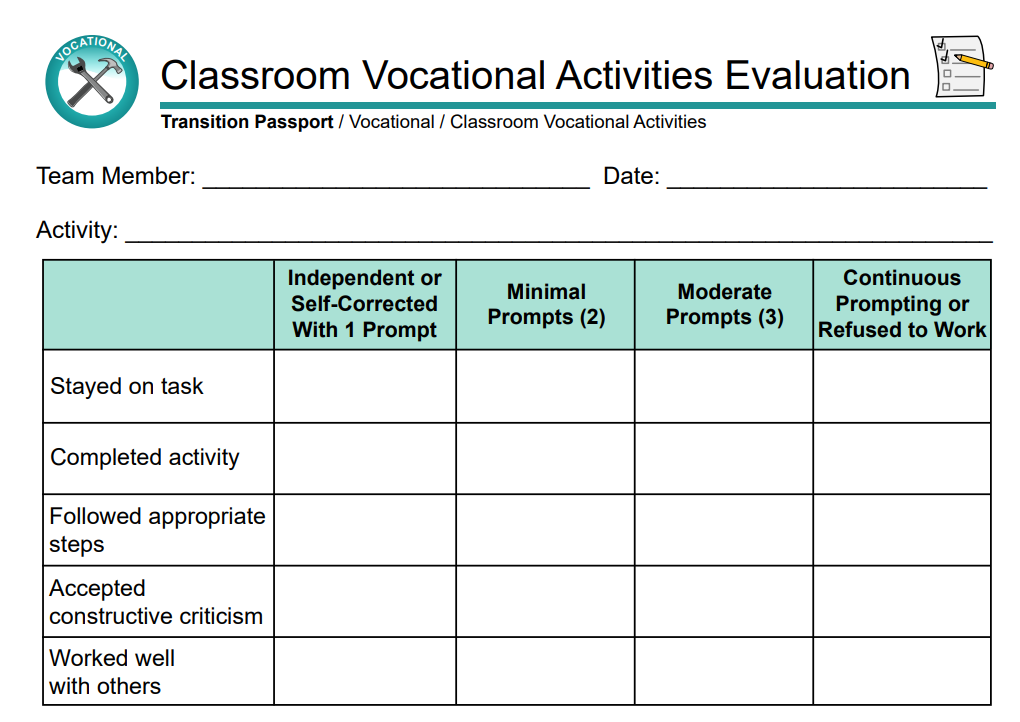 VOCATIONAL
Classroom Vocational Activities Evaluation
Transition Passport / Vocational / Classroom Vocational Activities
Team Member: _____________________________ Date: ________________________
Activity: _________________________________________________________________
Independent or
Self-Corrected
With 1 Prompt
Minimal
Prompts (2)
Moderate
Prompts (3)
Continuous
Prompting or
Refused to Work
Stayed on task
Completed activity
Followed appropriate
steps
Accepted
constructive criticism
Worked well
with others